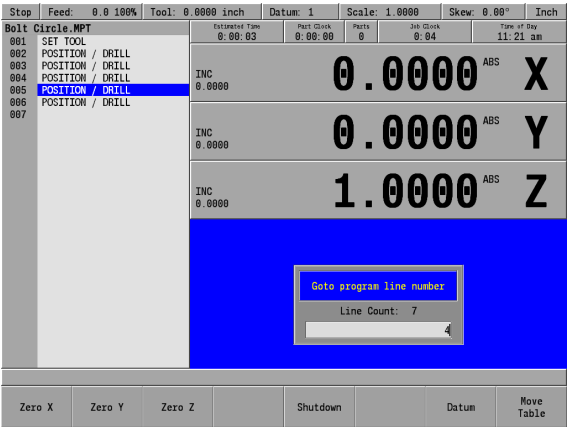 Stop Feed: 0.0 100% Tool: 0.0000 inch Datum: 1 Scale: 1.0000 Skew: 0.00° Inch
Bolt Circle.MPT
Estimated Time Part Clock Parts Job Clock Time of Day
0:00:03 0:00:00 0 0:04 11:21 am
001 SET TOOL
002 POSITION / DRILL
003 POSITION / DRILL
004 POSITION / DRILL
005 POSITION / DRILL
006 POSITION / DRILL
007
INC
0.0000
0.0000 ABS X
INC
0.0000
0.0000 ABS Y
INC
0.0000
1.0000 ABS Z
Goto program line number
Line Count: 7
4
Zero X Zero Y Zero Z Shutdown Datum Move Table